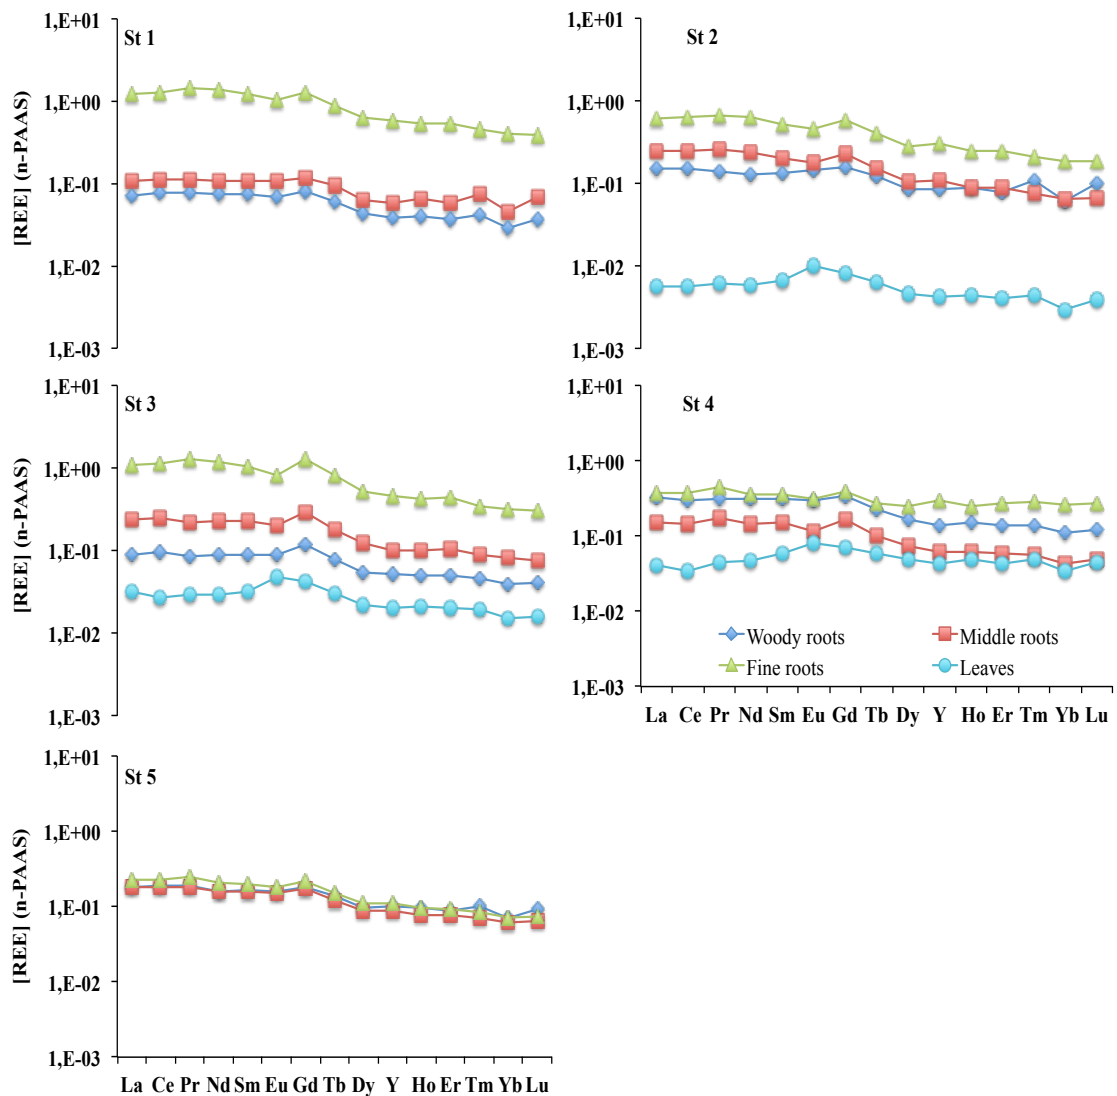 St 1
[REE] (n-PAAS)
1,E+01
1,E+00
1,E-01
1,E-02
1,E-03
St 2
1,E+01
1,E+00
1,E-01
1,E-02
1,E-03
St 3
[REE] (n-PAAS)
1,E+01
1,E+00
1,E-01
1,E-02
1,E-03
St 4
1,E+01
1,E+00
1,E-01
1,E-02
1,E-03
Woody roots Middle roots
Fine roots Leaves
La Ce Pr Nd Sm Eu Gd Tb Dy Y Ho Er Tm Yb Lu
St 5
[REE] (n-PAAS)
1,E+01
1,E+00
1,E-01
1,E-02
1,E-03
La Ce Pr Nd Sm Eu Gd Tb Dy Y Ho Er Tm Yb Lu